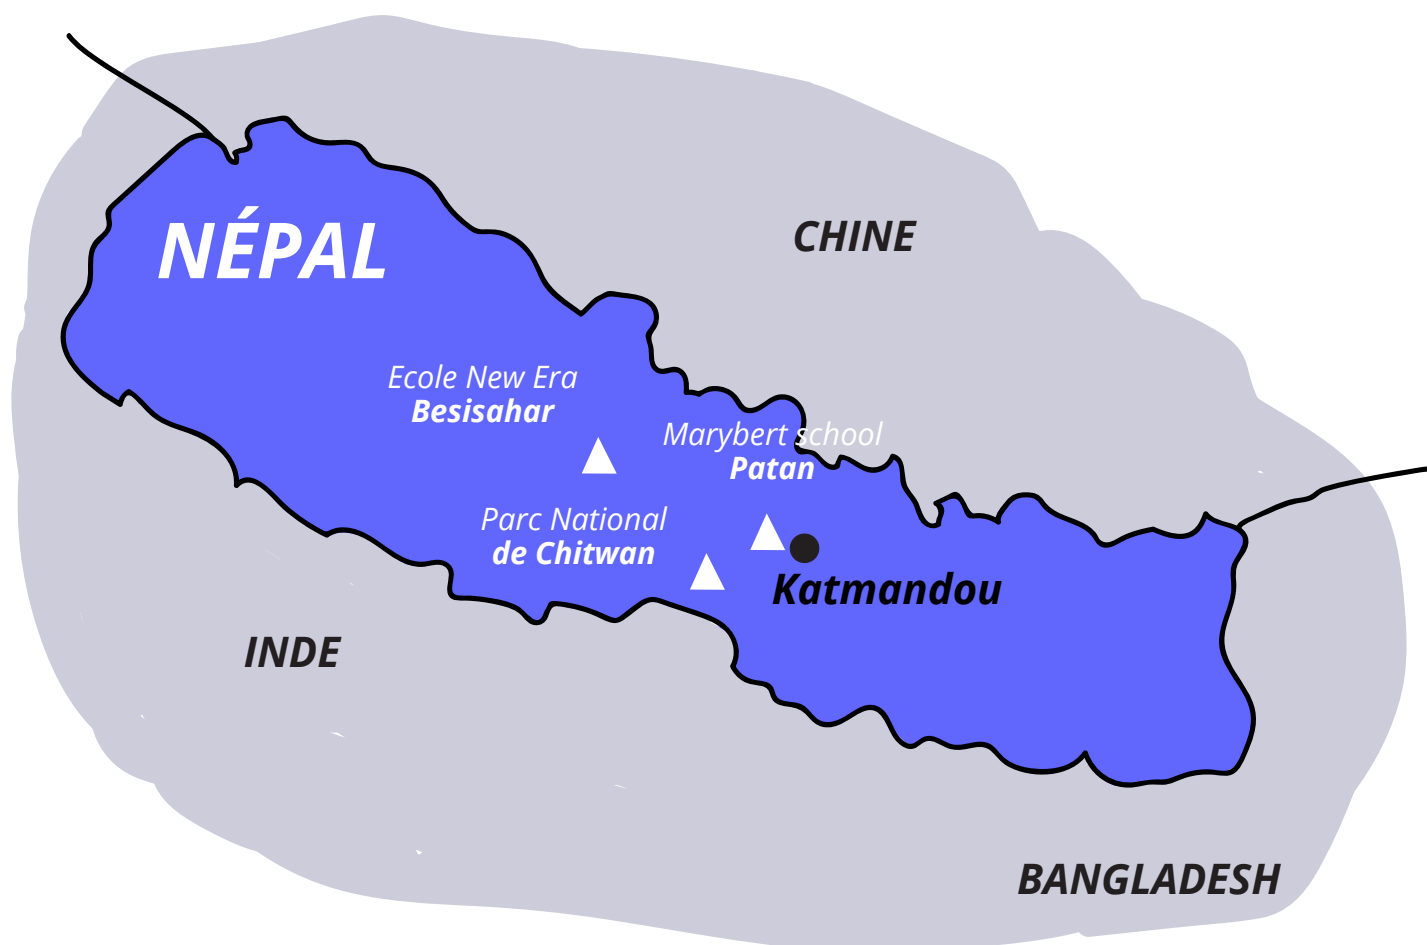 NÉPAL
CHINE
Ecole New Era
Besisahar
Marybert school
Patan
Parc National
de Chitwan
Katmandou
INDE
BANGLADESH